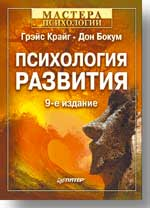 МАСТЕРА
ПСИХОЛОГИИ
Грэйс Крайг • Дон Бокум
ПСИХОЛОГИЯ
РАЗВИТИЯ
9-е издание
ПИТЕР